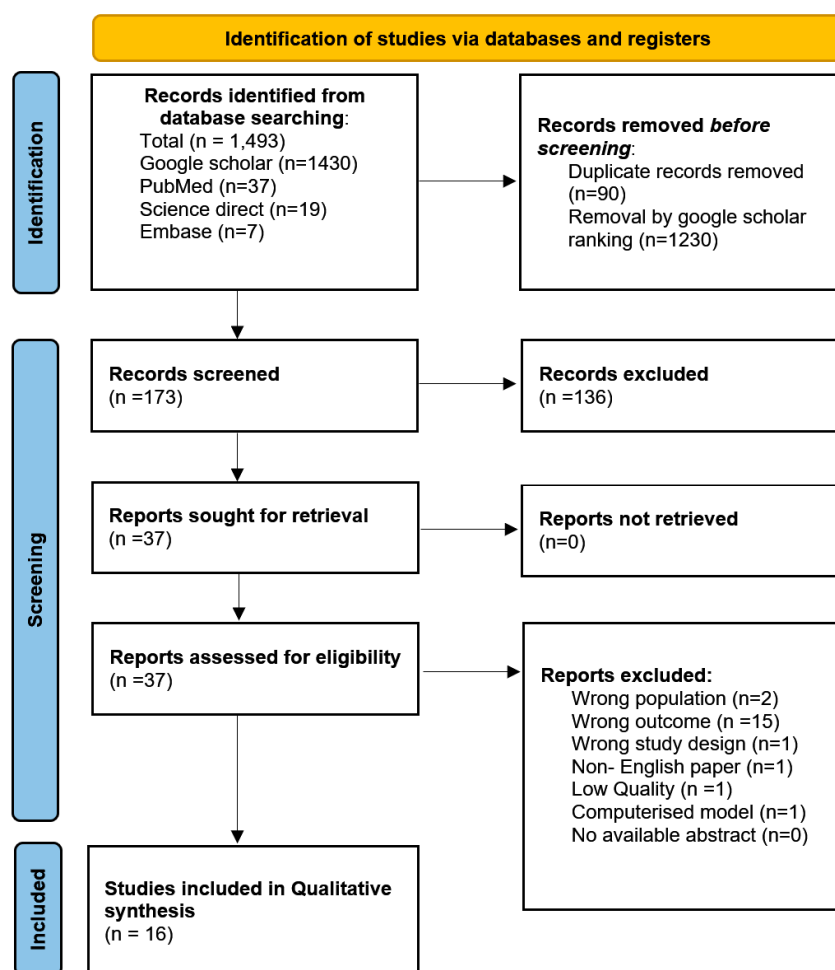 Identification of studies via databases and registers
Identification
Records identified from
database searching:
Total (n = 1,493)
Google scholar (n=1430)
PubMed (n=37)
Science direct (n=19)
Embase (n=7)
Records removed before
screening:
Duplicate records removed
(n=90)
Removal by google scholar
ranking (n=1230)
Screening
Records screened
(n =173)
Records excluded
(n =136)
Reports sought for retrieval
(n =37)
Reports not retrieved
(n=0)
Reports assessed for eligibility
(n =37)
Reports excluded:
Wrong population (n=2)
Wrong outcome (n =15)
Wrong study design (n=1)
Non- English paper (n=1)
Low Quality (n =1)
Computerised model (n=1)
No available abstract (n=0)
Included
Studies included in Qualitative
synthesis
(n = 16)